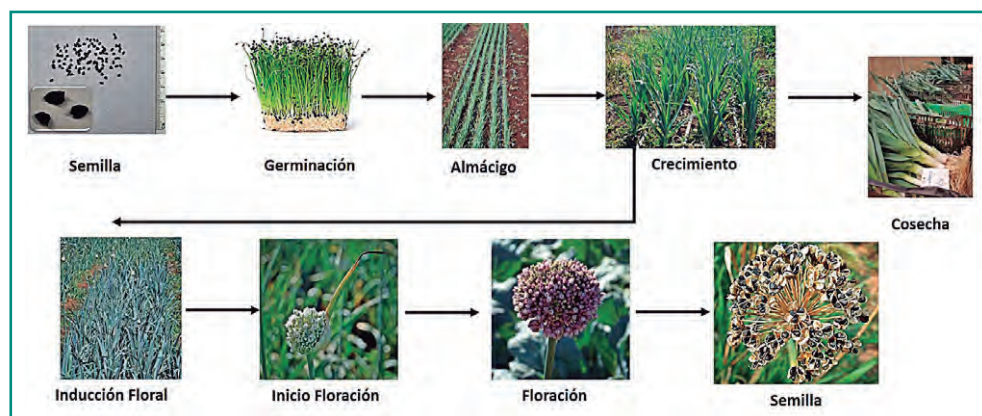 Semilla
Germinación
Almácigo
Crecimiento
Cosecha
Inducción Floral
Inicio Floración
Floración
Semilla